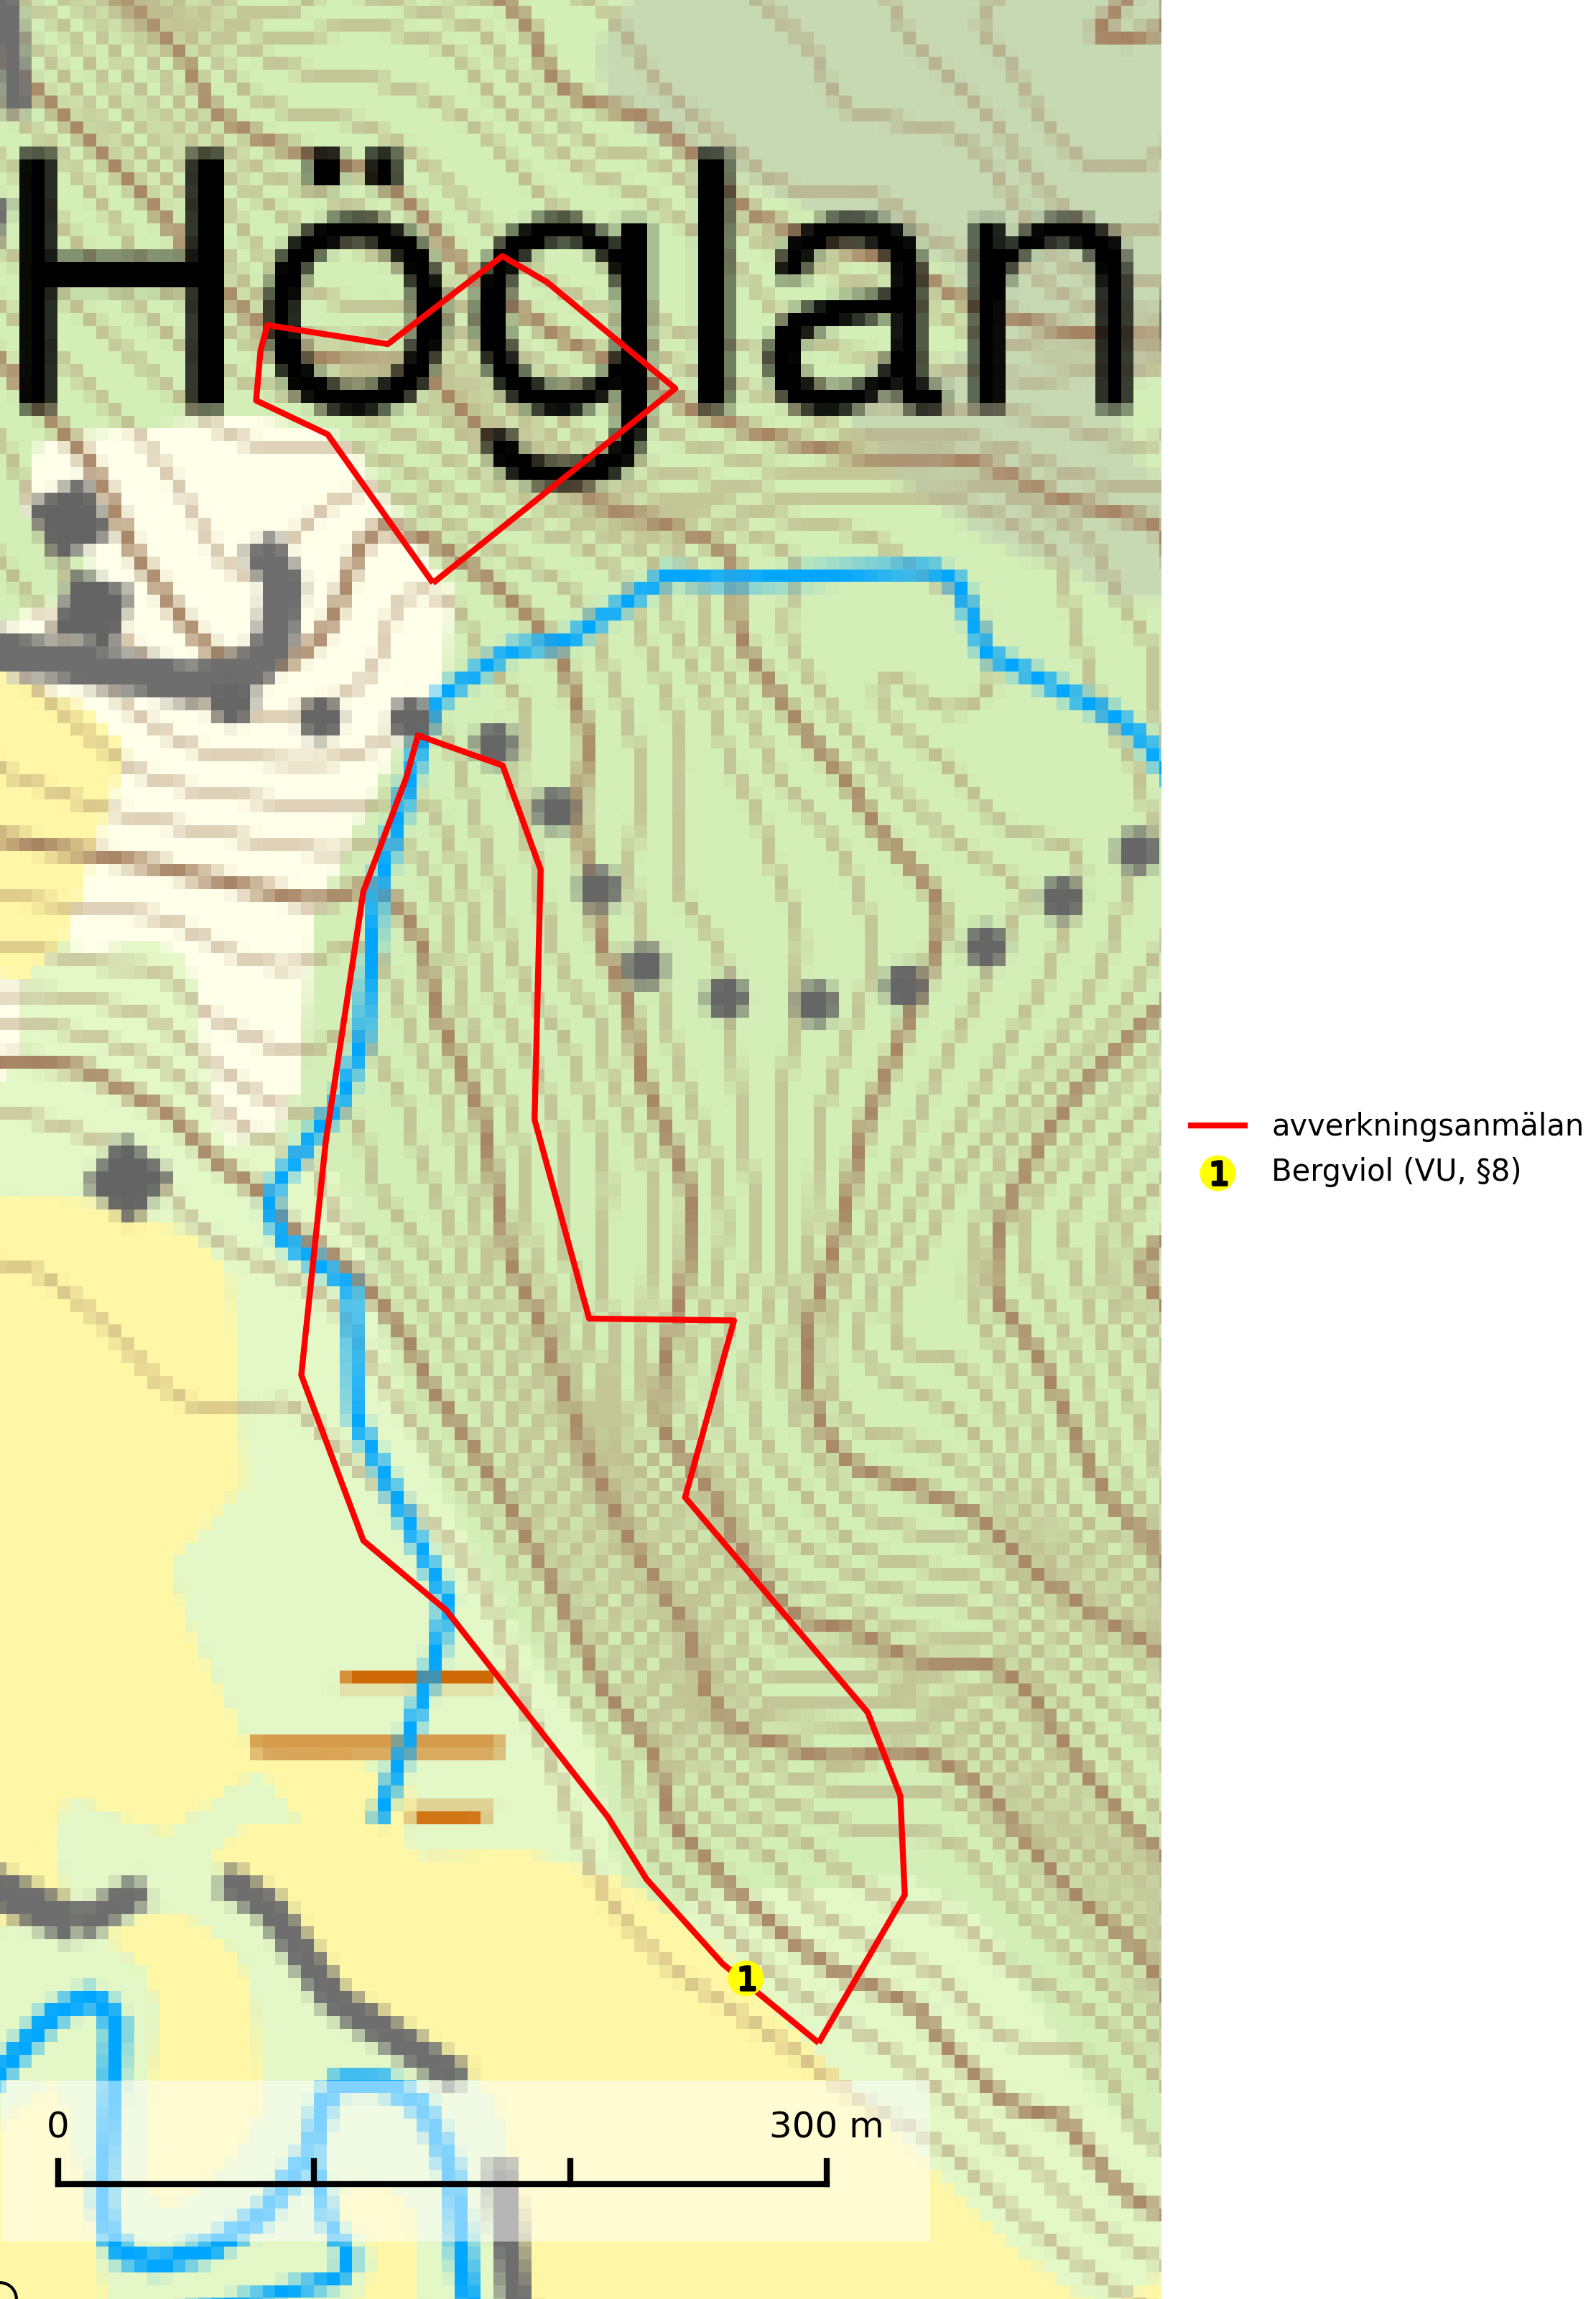 Höglan
avverkningsanmälan
1 Bergviol (VU, §8)
1
0 300 m